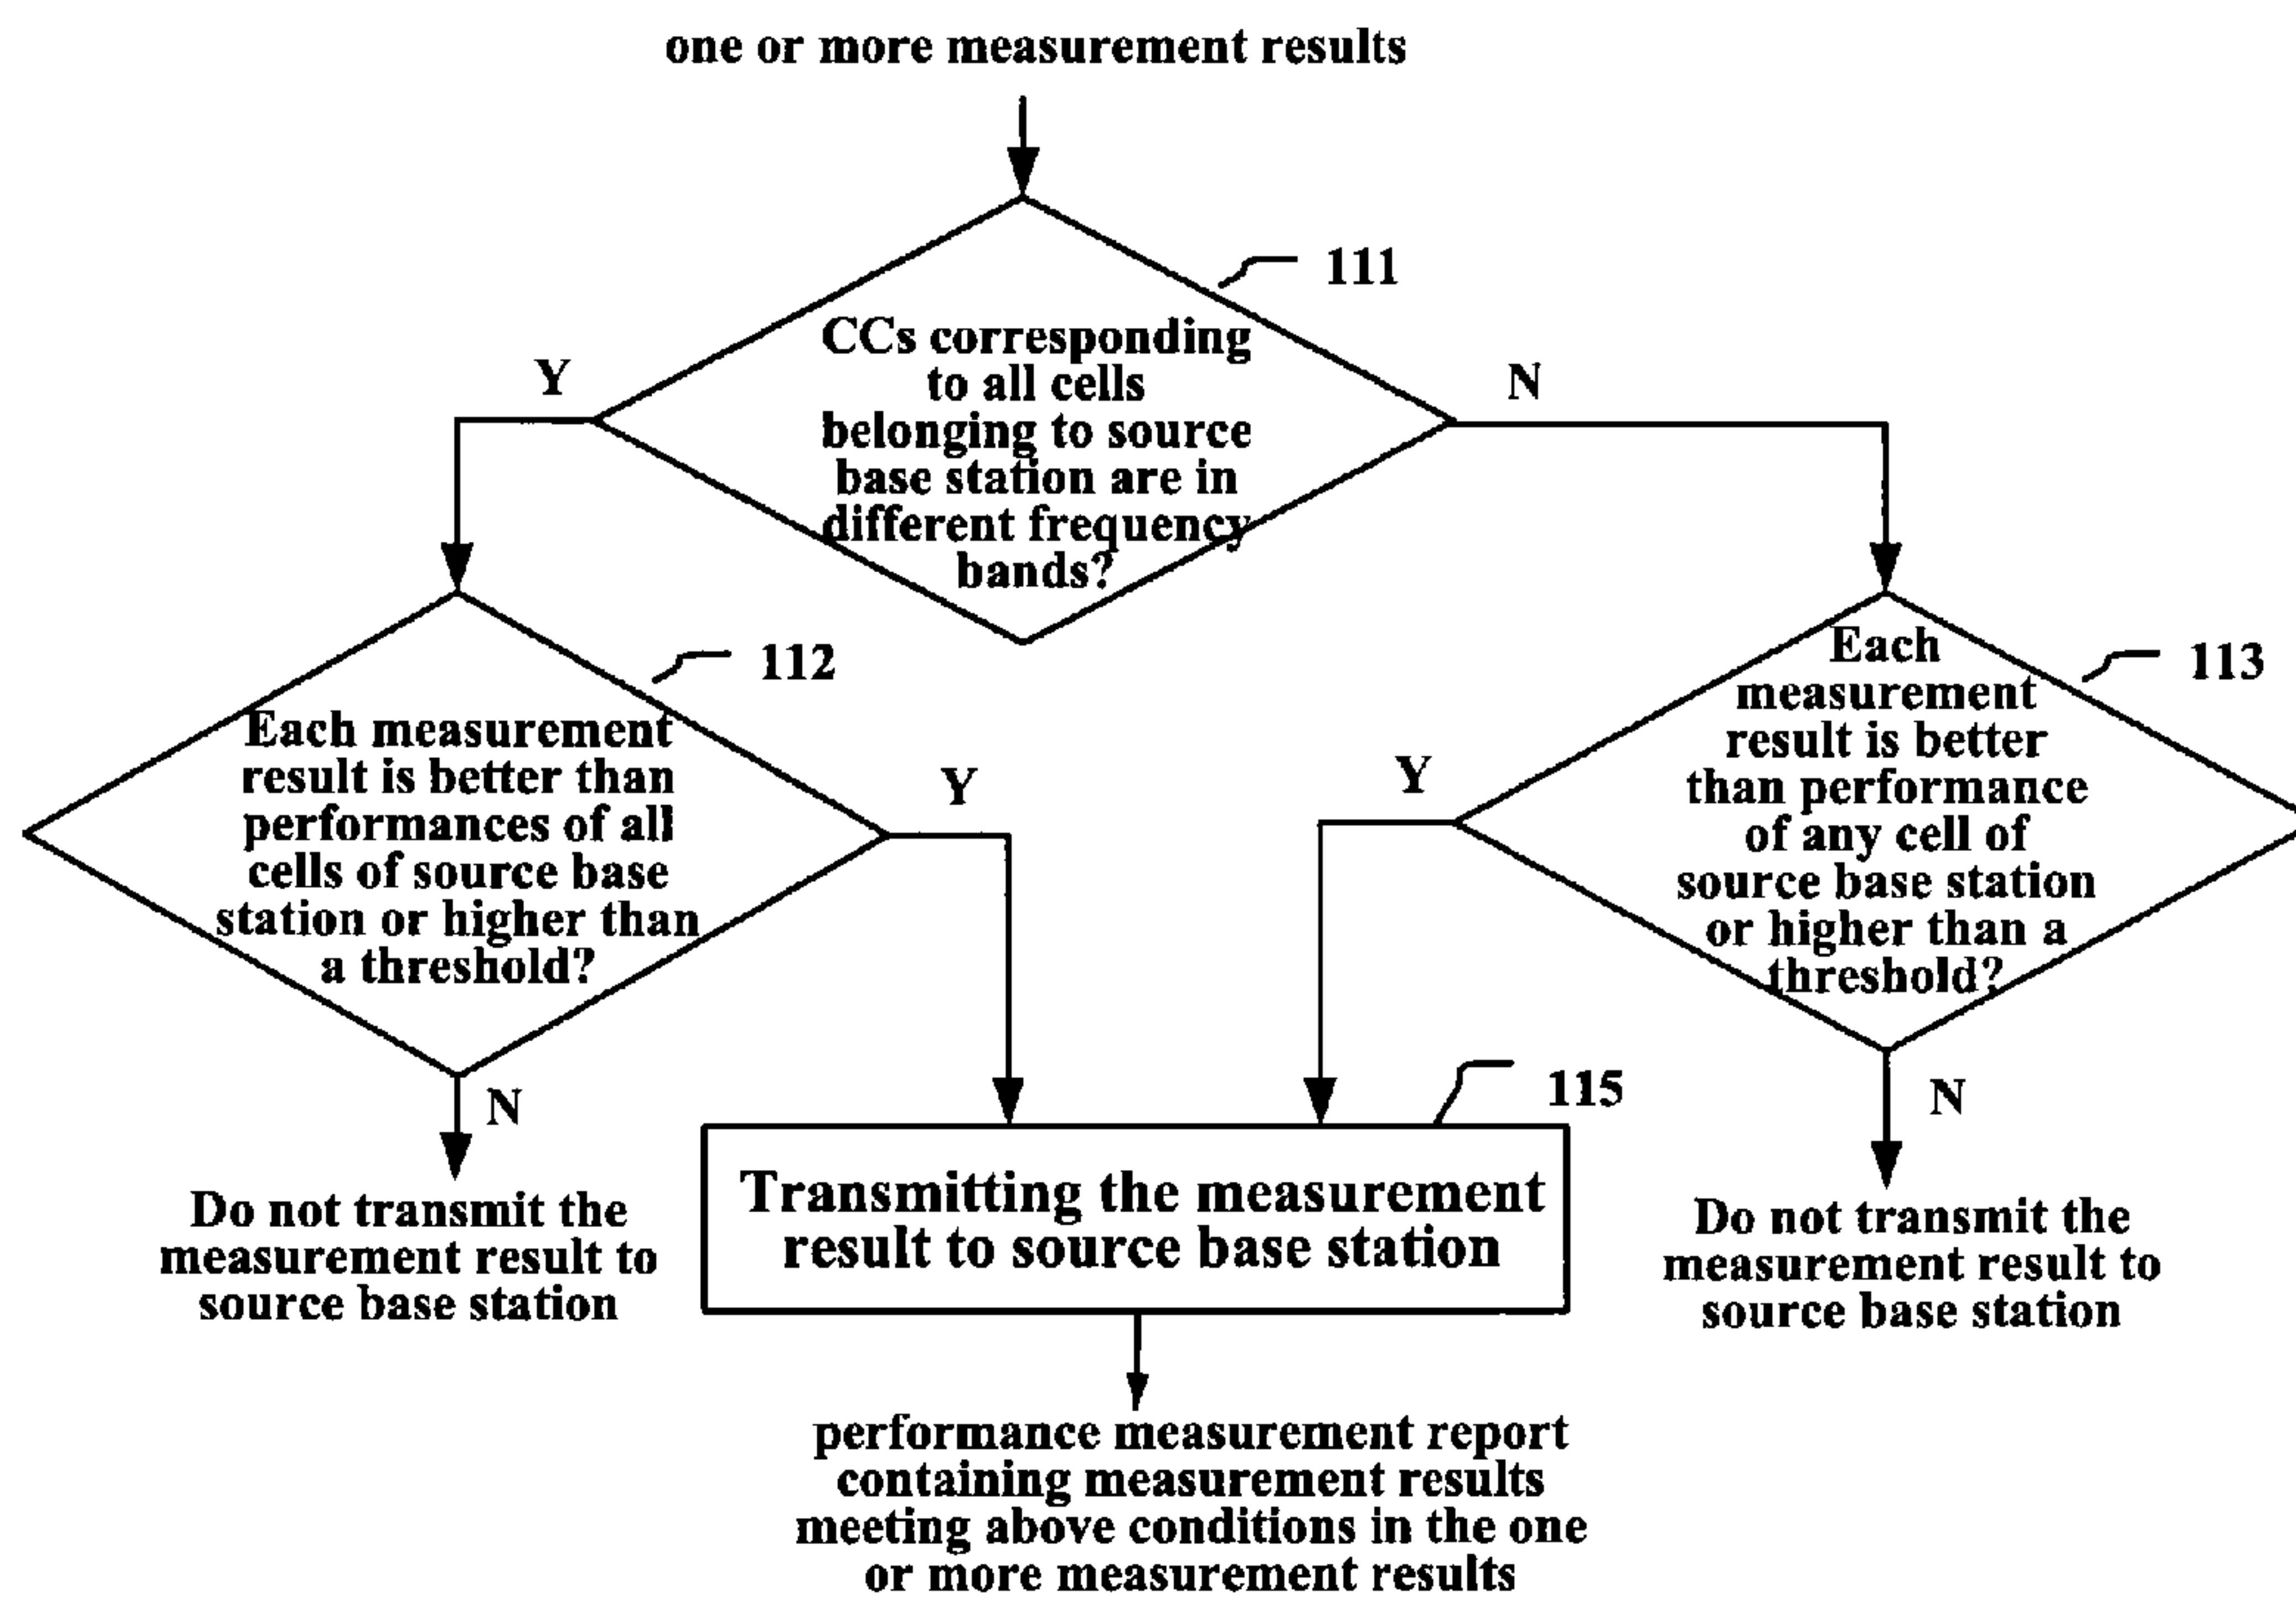 one or more measurement results
111
CCs corresponding
to all cells
belonging to source
base station are in
different frequency
bands?
Y
N
112
Each measurement
result is better than
performances of all
cells of source base
station or higher than
a threshold?
Y
N
113
Each
measurement
result is better
than performance
of any cell of
source base station
or higher than a
threshold?
Y
N
115
Transmitting the measurement
result to source base station
Do not transmit the
measurement result to
source base station
Do not transmit the
measurement result to
source base station
performance measurement report
containing measurement results
meeting above conditions in the one
or more measurement results